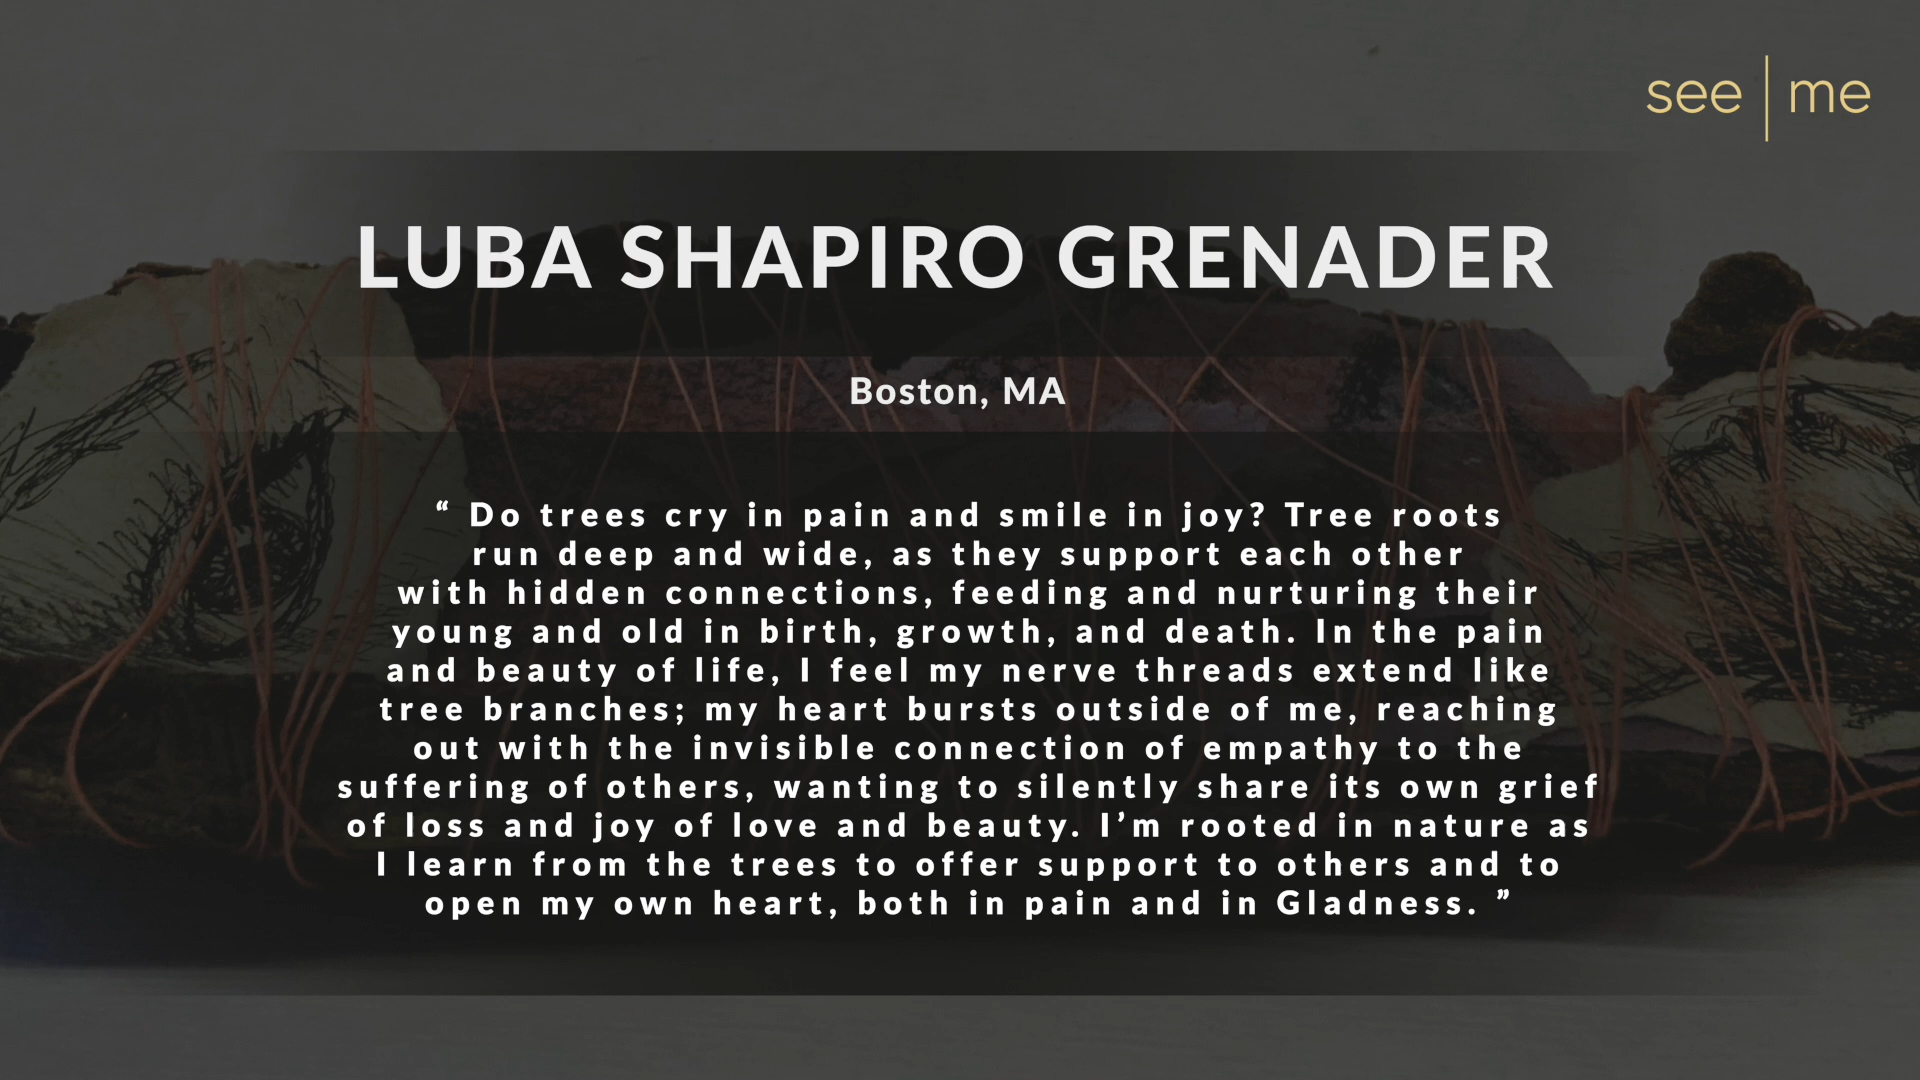 see | me
LUBA SHAPIRO GRENADER
Boston, MA
“ Do trees cry in pain and smile in joy? Tree roots
run deep and wide, as they support each other
with hidden connections, feeding and nurturing their
young and old in birth, growth, and death. In the pain
and beauty of life, I feel my nerve threads extend like
tree branches; my heart bursts outside of me, reaching
out with the invisible connection of empathy to the
suffering of others, wanting to silently share its own grief
of loss and joy of love and beauty. I’m rooted in nature as
I learn from the trees to offer support to others and to
open my own heart, both in pain and in Gladness. ”